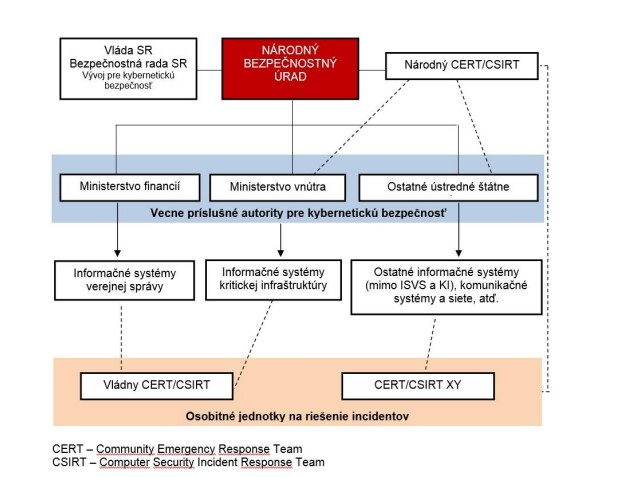 Vláda SR
Bezpečnostná rada SR
Vývoj pre kybernetickú
bezpečnosť
NÁRODNÝ
BEZPEČNOSTNÝ
ÚRAD
Národný CERT/CSIRT
Ministerstvo financií
Ministerstvo vnútra
Ostatné ústredné štátne
Vecne príslušné autority pre kybernetickú bezpečnosť
Informačné systémy
verejnej správy
Informačné systémy
kritickej infraštruktúry
Ostatné informačné systémy
(mimo ISVS a KI), komunikačné
systémy a siete, atď.
Vládny CERT/CSIRT
CERT/CSIRT XY
Osobitné jednotky na riešenie incidentov
CERT – Community Emergency Response Team
CSIRT – Computer Security Incident Response Team